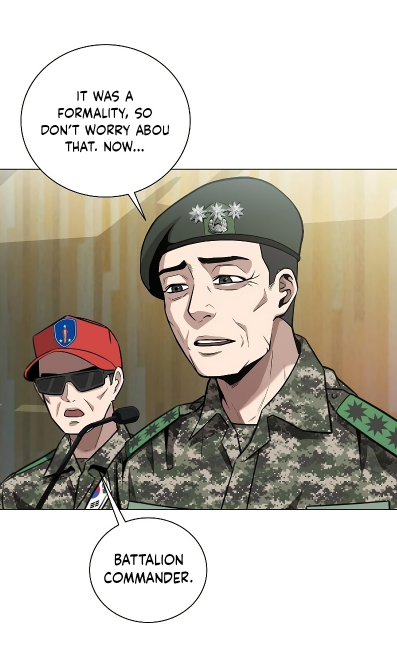 IT WAS A
FORMALITY, SO
DON'T WORRY ABOU
THAT. NOW...
BATTALION
COMMANDER.